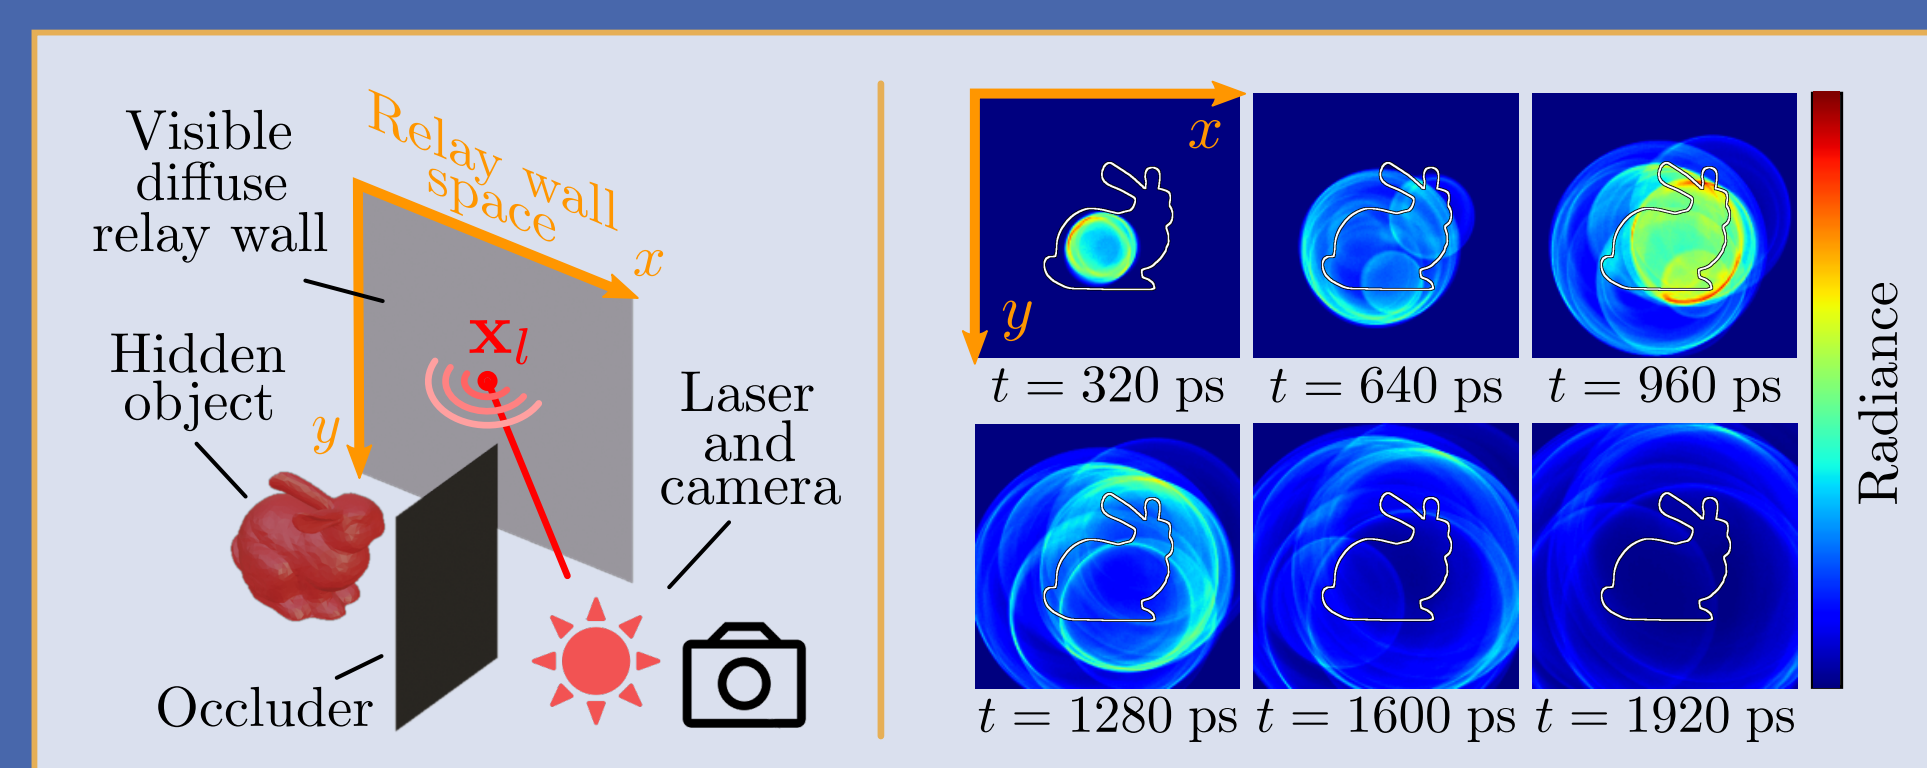 Visible
diffuse
relay wall
Relay wall
space
x
x_l
y
Hidden
object
Laser
and
camera
Occluder
x
y
t = 320 ps
t = 640 ps
t = 960 ps
t = 1280 ps
t = 1600 ps
t = 1920 ps
Radiance